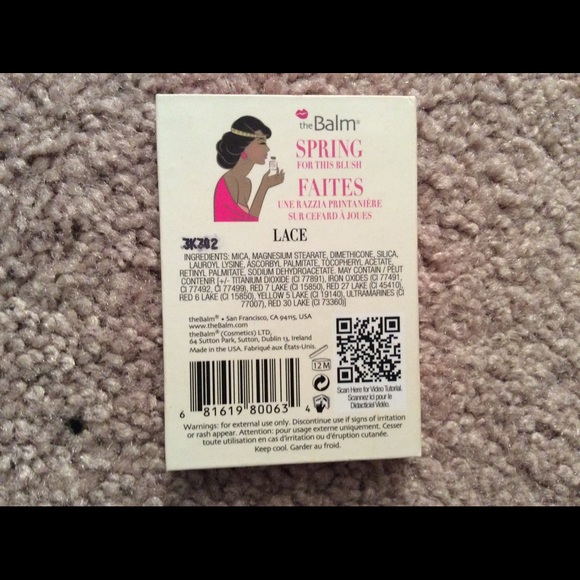 theBalm®
SPRING
FOR THIS BLUSH
FAITES
UNE RAZZIA PRINTANIÈRE
SUR CEFARD À JOUES
LACE
3K302
INGREDIENTS: MICA, MAGNESIUM STEARATE, DIMETHICONE, SILICA,
LAUROYL LYSINE, ASCORBYL PALMITATE, TOCOPHERYL ACETATE,
RETINYL PALMITATE, SODIUM DEHYDROACETATE. MAY CONTAIN / PEUT
CONTENIR [+/- TITANIUM DIOXIDE (CI 77891), IRON OXIDES (CI 77491,
CI 77492, CI 77499), RED 7 LAKE (CI 15850), RED 27 LAKE (CI 45410),
RED 6 LAKE (CI 15850), YELLOW 5 LAKE (CI 19140), ULTRAMARINES (CI
77007), RED 30 LAKE (CI 73360)]
theBalm® • San Francisco, CA 94115, USA
www.theBalm.com
theBalm® (Cosmetics) LTD,
64 Sutton Park, Sutton, Dublin 13, Ireland
Made in the USA. Fabriqué aux États-Unis.
12 M
6 81619 80063 4
Scan Here for Video Tutorial.
Scannez ici pour le
Didacticiel Vidéo.
Warnings: for external use only. Discontinue use if signs of irritation
or rash appear. Attention: pour usage externe uniquement. Cesser
toute utilisation en cas d'irritation ou d'éruption cutanée.
Keep cool. Garder au froid.